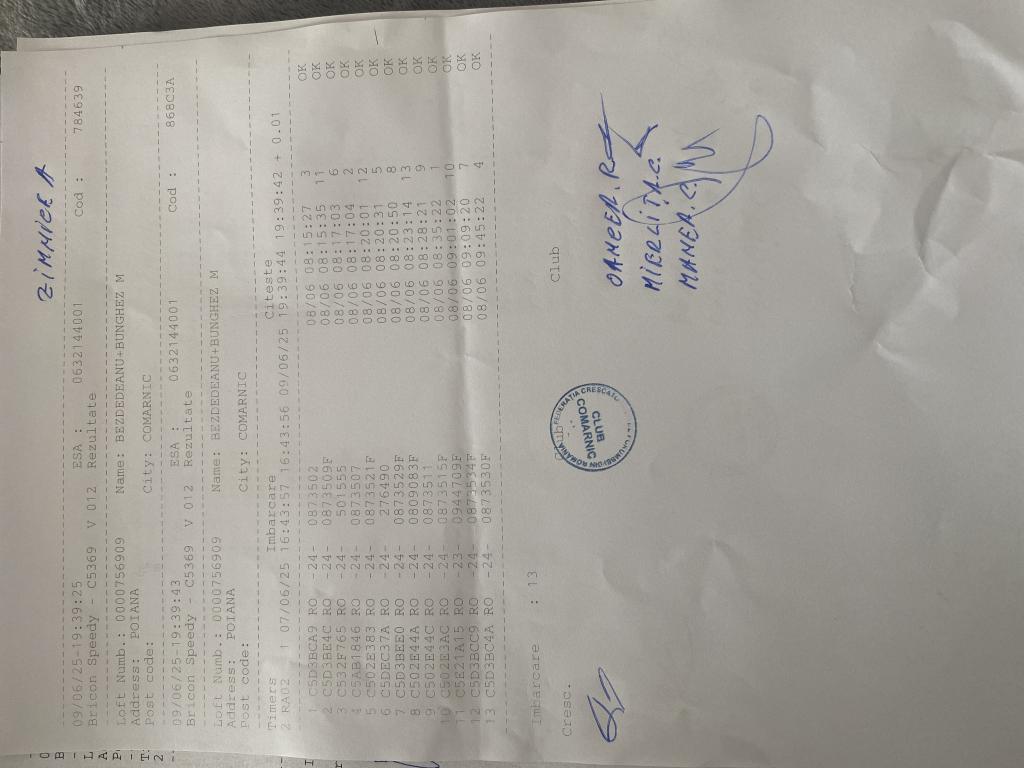 ZIMMER A
09/06/25-19:39:25 ESA : 0632144001 Cod : 784639
Bricon Speedy - C5369 V 012 Rezultate
Loft Numb.: 0000756909 Name: BEZDEDEANU+BUNGHEZ M
Address: POIANA City: COMARNIC
Post code:
09/06/25-19:39:43 ESA : 0632144001 Cod : 868C3A
Bricon Speedy - C5369 V 012 Rezultate
Loft Numb.: 0000756909 Name: BEZDEDEANU+BUNGHEZ M
Address: POIANA City: COMARNIC
Post code:
Timers Imbarcare Citeste
2 RA02 1 07/06/25 16:43:57 16:43:56 09/06/25 19:39:44 19:39:42 + 0.01
1 C5D3BCA9 RO -24- 0873502 08/06 08:15:27 3 OK
2 C5D3BE4C RO -24- 0873509F 08/06 08:15:35 11 OK
3 C532F765 RO -24- 501555 08/06 08:17:03 6 OK
4 C5AB1846 RO -24- 0873507 08/06 08:17:04 2 OK
5 C502E383 RO -24- 0873521F 08/06 08:20:01 12 OK
6 C5DEC37A RO -24- 276490 08/06 08:20:31 5 OK
7 C5D3BEE0 RO -24- 0873529F 08/06 08:20:50 8 OK
8 C502E44A RO -24- 0809083F 08/06 08:23:14 13 OK
9 C502E44C RO -24- 0873511 08/06 08:28:21 9 OK
10 C502E3AC RO -24- 0873515F 08/06 08:35:22 1 OK
11 C5E21A15 RO -23- 0944709F 08/06 09:01:02 10 OK
12 C5D3BCC9 RO -24- 0873534F 08/06 09:09:20 7 OK
13 C5D3BC4A RO -24- 0873530F 08/06 09:45:22 4 OK
Imbarcare : 13
Cresc. Club Club
CLUB
COMARNIC
OANCEA.R
MIERLITA.C.
MANEA.C.